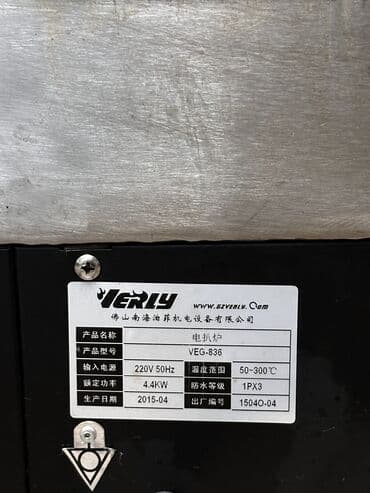 VERLY www.gzverly.com
佛山南海泊菲机电设备有限公司
产品名称 电扒炉
产品型号 VEG-836
输入电源 220V 50Hz 温度范围 50~300℃
额定功率 4.4KW 防水等级 1PX3
生产日期 2015-04 出厂编号 1504O-04